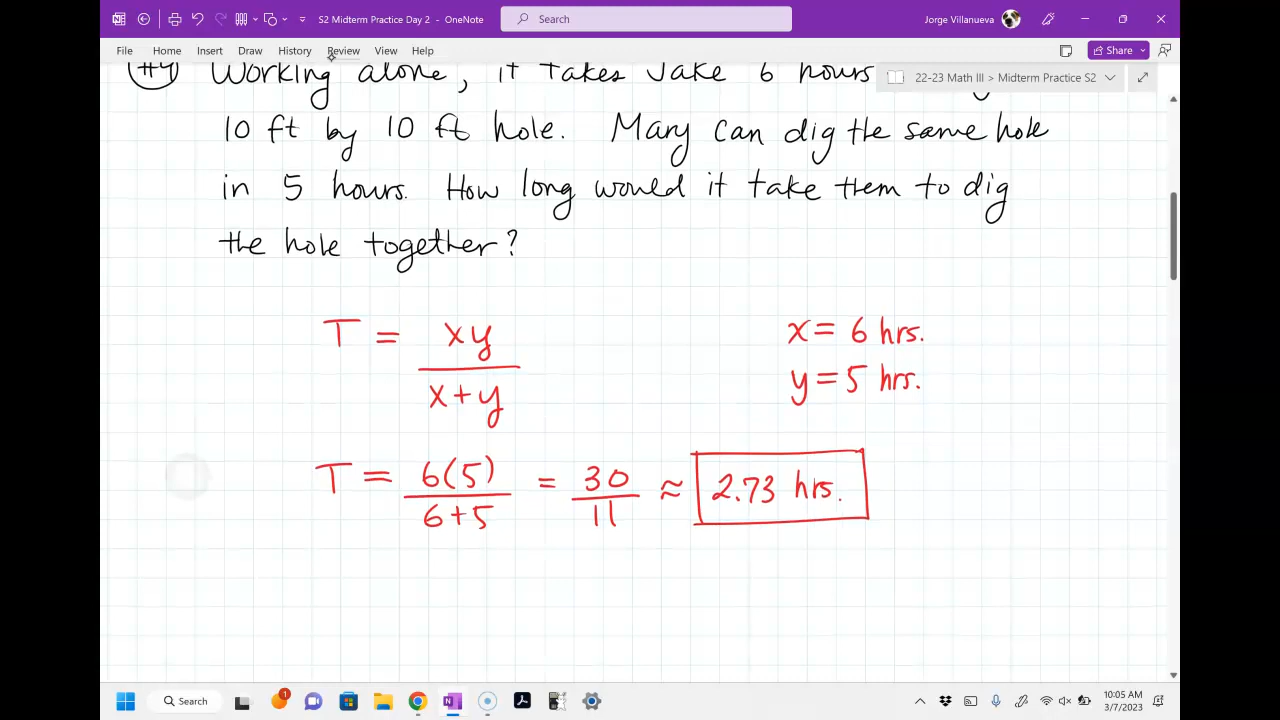 S2 Midterm Practice Day 2 - OneNote
Search
Jorge Villanueva
File Home Insert Draw History Review View Help
Share
22-23 Math III > Midterm Practice S2
#4 Working alone, it takes Jake 6 hours
10 ft by 10 ft hole. Mary can dig the same hole
in 5 hours. How long would it take them to dig
the hole together?
T = xy / x+y
x = 6 hrs.
y = 5 hrs.
T = 6(5) / 6+5 = 30 / 11 ≈ 2.73 hrs.
Search
1
10:05 AM
3/7/2023